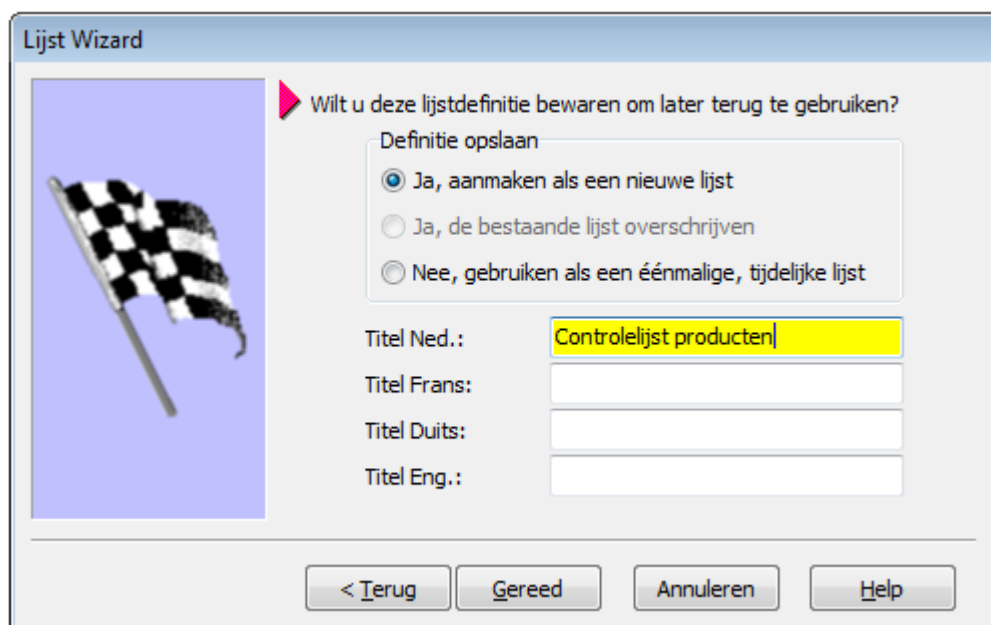 Lijst Wizard
Wilt u deze lijstdefinitie bewaren om later terug te gebruiken?
Definitie opslaan
Ja, aanmaken als een nieuwe lijst
Ja, de bestaande lijst overschrijven
Nee, gebruiken als een éénmalige, tijdelijke lijst
Titel Ned.: Controlelijst producten
Titel Frans:
Titel Duits:
Titel Eng.:
< Terug Gereed Annuleren Help